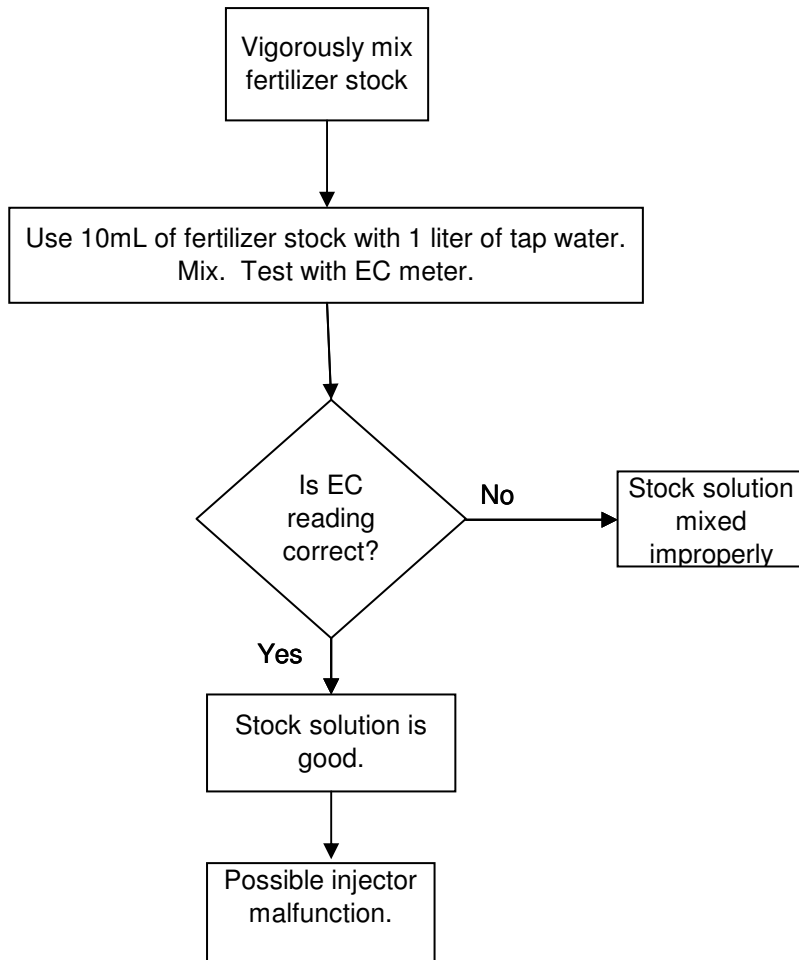 Vigorously mix
fertilizer stock
Use 10mL of fertilizer stock with 1 liter of tap water.
Mix.  Test with EC meter.
Is EC
reading
correct?
No
Stock solution
mixed
improperly
Yes
Stock solution is
good.
Possible injector
malfunction.